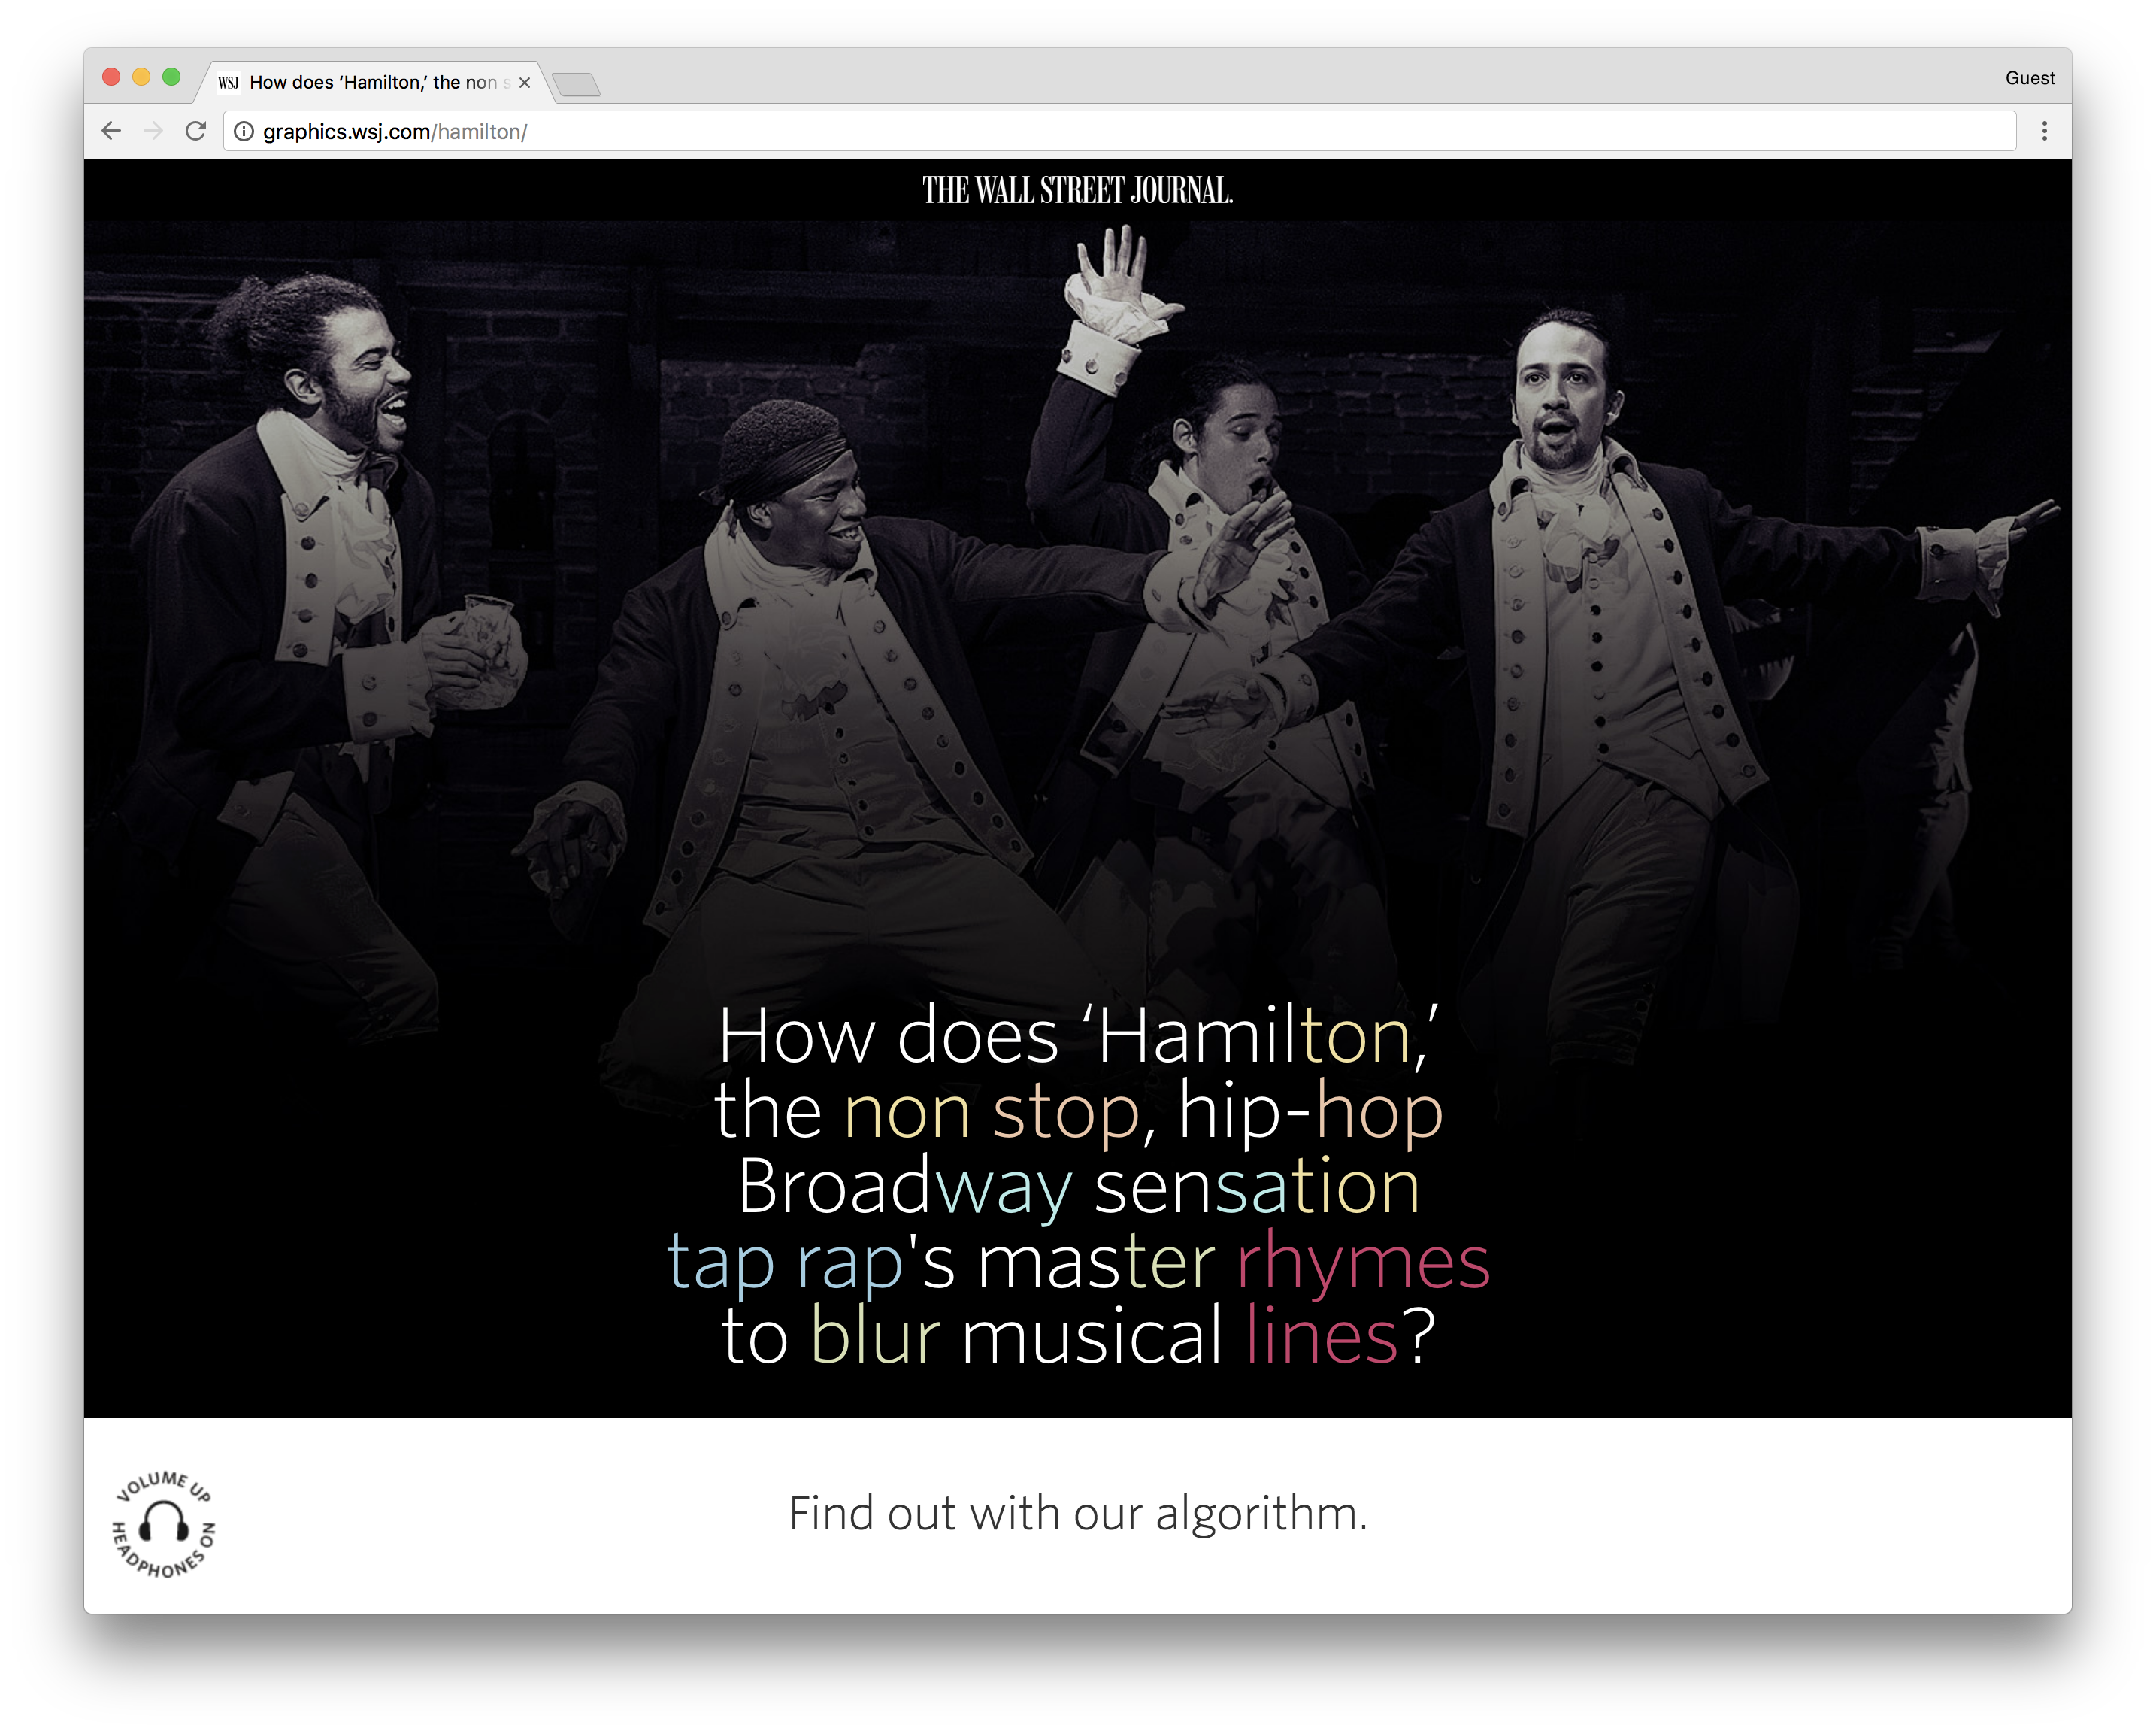 WSJ How does ‘Hamilton,’ the non s
Guest
graphics.wsj.com/hamilton/
THE WALL STREET JOURNAL.
How does ‘Hamilton,’
the non stop, hip-hop
Broadway sensation
tap rap's master rhymes
to blur musical lines?
VOLUME UP
HEADPHONES ON
Find out with our algorithm.